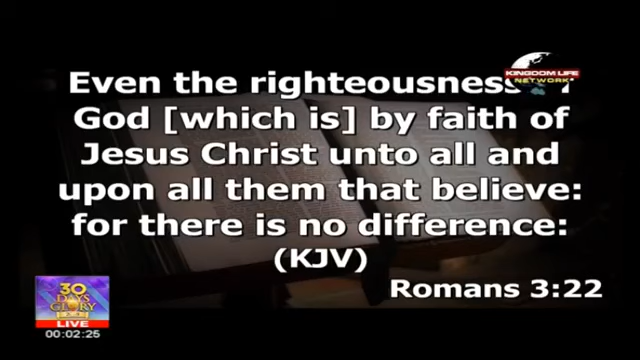 KINGDOM LIFE
NETWORK
Even the righteousness
God [which is] by faith of
Jesus Christ unto all and
upon all them that believe:
for there is no difference:
(KJV)
Romans 3:22
30
DAYS
GLORY
LIVE
00:02:25